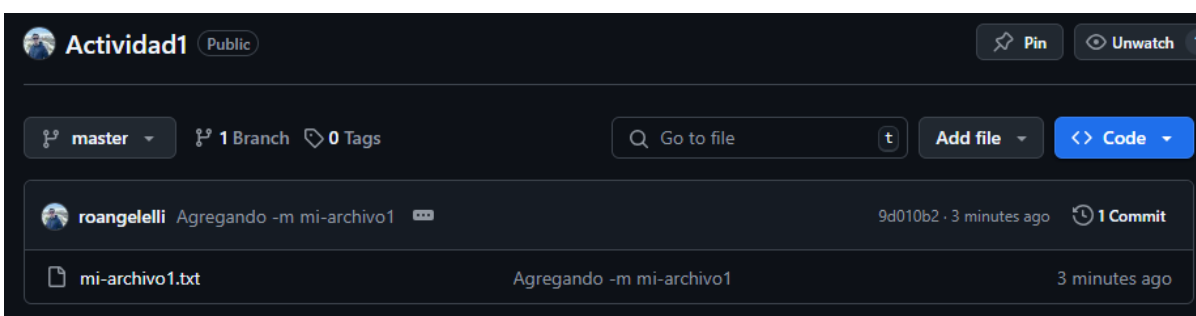 Actividad1 Public Pin Unwatch
master 1 Branch 0 Tags Go to file t Add file Code
roangelelli Agregando -m mi-archivo1 9d010b2 · 3 minutes ago 1 Commit
mi-archivo1.txt Agregando -m mi-archivo1 3 minutes ago